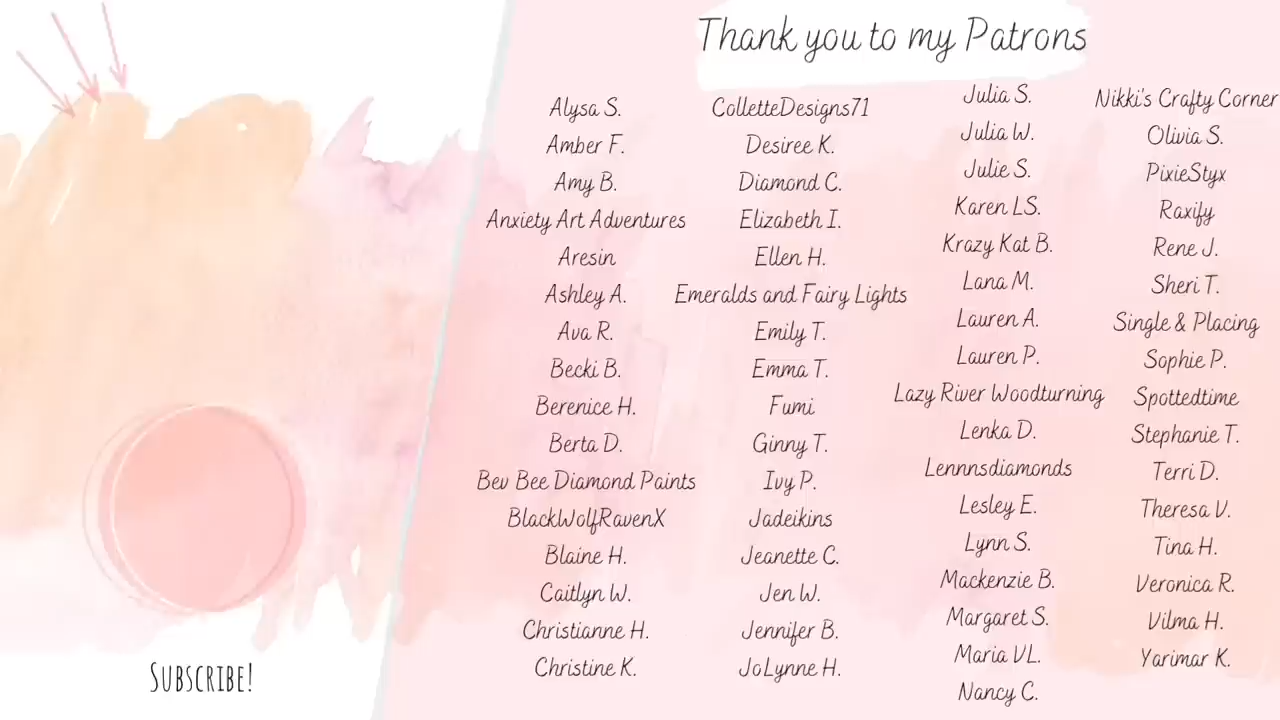 Thank you to my Patrons
Alysa S.
Amber F.
Amy B.
Anxiety Art Adventures
Aresin
Ashley A.
Ava R.
Becki B.
Berenice H.
Berta D.
Bev Bee Diamond Paints
BlackWolfRavenX
Blaine H.
Caitlyn W.
Christianne H.
Christine K.
ColletteDesigns71
Desiree K.
Diamond C.
Elizabeth I.
Ellen H.
Emeralds and Fairy Lights
Emily T.
Emma T.
Fumi
Ginny T.
Ivy P.
Jadeikins
Jeanette C.
Jen W.
Jennifer B.
JoLynne H.
Julia S.
Julia W.
Julie S.
Karen LS.
Krazy Kat B.
Lana M.
Lauren A.
Lauren P.
Lazy River Woodturning
Lenka D.
Lennnsdiamonds
Lesley E.
Lynn S.
Mackenzie B.
Margaret S.
Maria VL.
Nancy C.
Nikki's Crafty Corner
Olivia S.
PixieStyx
Raxify
Rene J.
Sheri T.
Single & Placing
Sophie P.
Spottedtime
Stephanie T.
Terri D.
Theresa V.
Tina H.
Veronica R.
Vilma H.
Yarimar K.
Subscribe!